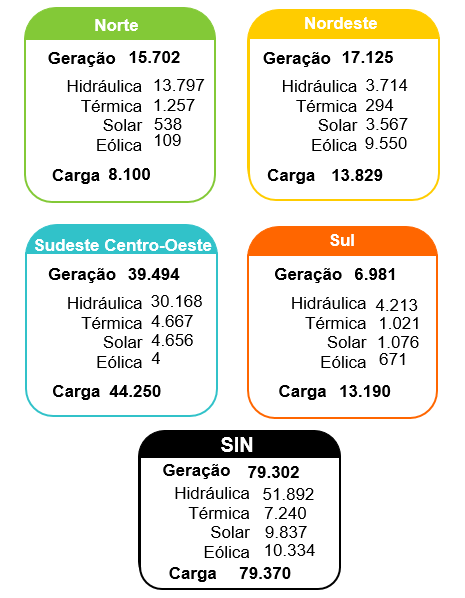 Norte
Geração 15.702
Hidráulica 13.797
Térmica 1.257
Solar 538
Eólica 109
Carga 8.100
Nordeste
Geração 17.125
Hidráulica 3.714
Térmica 294
Solar 3.567
Eólica 9.550
Carga 13.829
Sudeste Centro-Oeste
Geração 39.494
Hidráulica 30.168
Térmica 4.667
Solar 4.656
Eólica 4
Carga 44.250
Sul
Geração 6.981
Hidráulica 4.213
Térmica 1.021
Solar 1.076
Eólica 671
Carga 13.190
SIN
Geração 79.302
Hidráulica 51.892
Térmica 7.240
Solar 9.837
Eólica 10.334
Carga 79.370